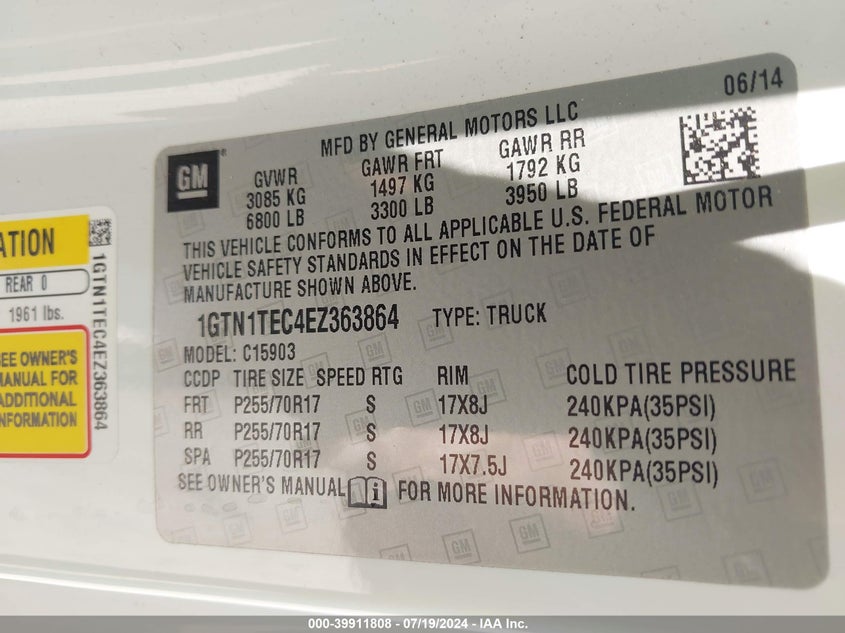 06/14
MFD BY GENERAL MOTORS LLC
GM®
GVWR GAWR FRT GAWR RR
3085 KG 1497 KG 1792 KG
6800 LB 3300 LB 3950 LB
THIS VEHICLE CONFORMS TO ALL APPLICABLE U.S. FEDERAL MOTOR
VEHICLE SAFETY STANDARDS IN EFFECT ON THE DATE OF
MANUFACTURE SHOWN ABOVE.
1GTN1TEC4EZ363864 TYPE: TRUCK
MODEL: C15903
CCDP TIRE SIZE SPEED RTG RIM COLD TIRE PRESSURE
FRT P255/70R17 S 17X8J 240KPA(35PSI)
RR P255/70R17 S 17X8J 240KPA(35PSI)
SPA P255/70R17 S 17X7.5J 240KPA(35PSI)
SEE OWNER'S MANUAL FOR MORE INFORMATION.
REAR 0
1961 lbs.
SEE OWNER'S
MANUAL FOR
ADDITIONAL
INFORMATION
1GTN1TEC4EZ363864
000-39911808 - 07/19/2024 - IAA Inc.